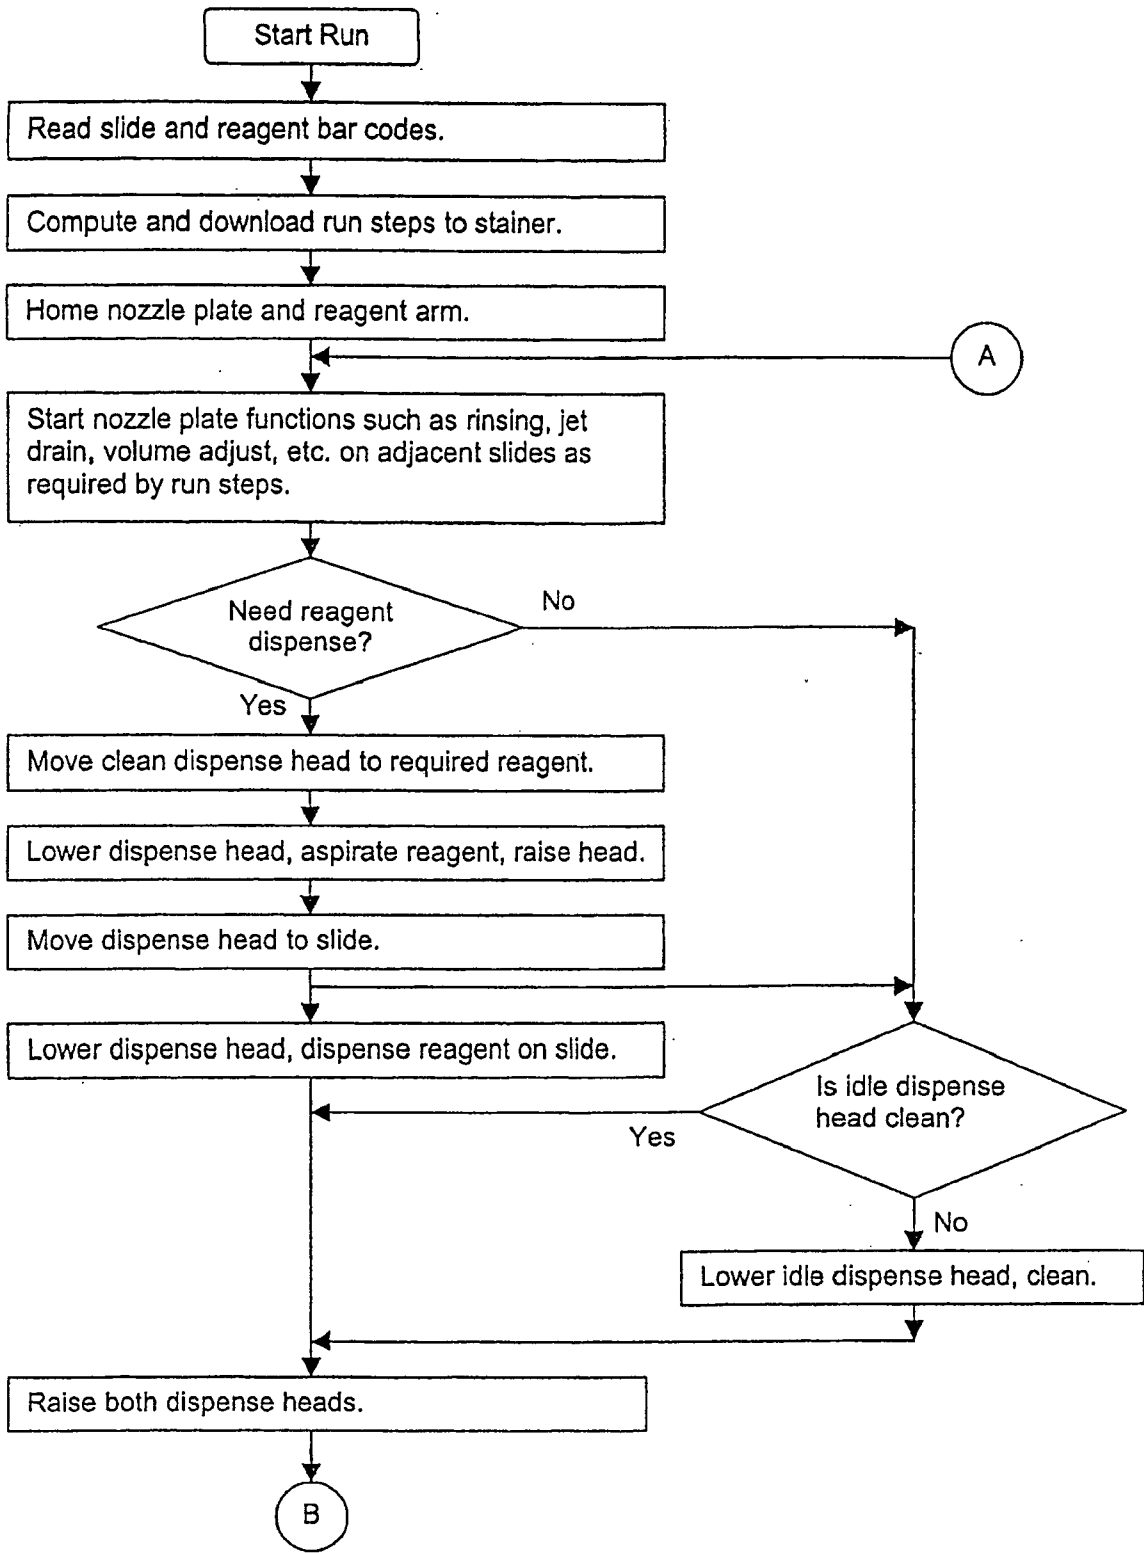 Start Run
Read slide and reagent bar codes.
Compute and download run steps to stainer.
Home nozzle plate and reagent arm.
A
Start nozzle plate functions such as rinsing, jet
drain, volume adjust, etc. on adjacent slides as
required by run steps.
Need reagent
dispense?
No
Yes
Move clean dispense head to required reagent.
Lower dispense head, aspirate reagent, raise head.
Move dispense head to slide.
Lower dispense head, dispense reagent on slide.
Is idle dispense
head clean?
Yes
No
Lower idle dispense head, clean.
Raise both dispense heads.
B